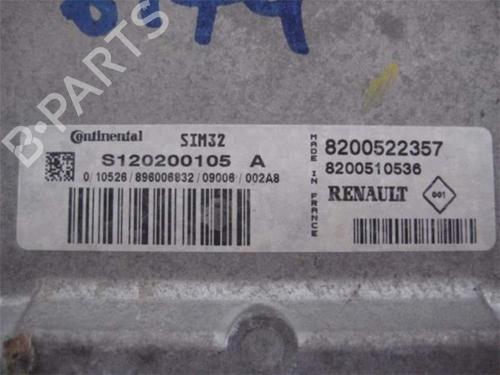 B-PARTS
Continental SIM32
S120200105 A
0/10526/896006832/09006/002A8
MADE IN FRANCE
8200522357
8200510536
RENAULT 001